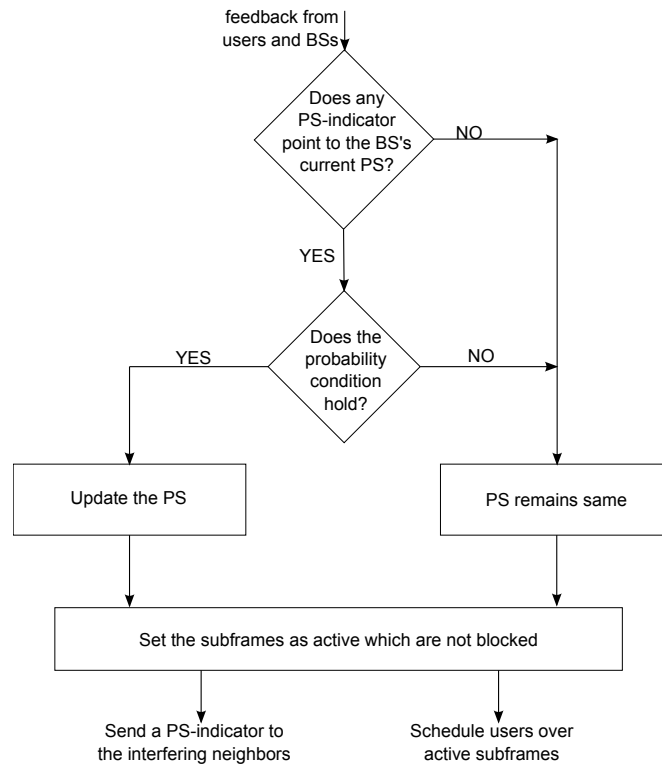 feedback from
users and BSs
Does any
PS-indicator
point to the BS's
current PS?
NO
YES
Does the
probability
condition
hold?
YES
NO
Update the PS
PS remains same
Set the subframes as active which are not blocked
Send a PS-indicator to
the interfering neighbors
Schedule users over
active subframes